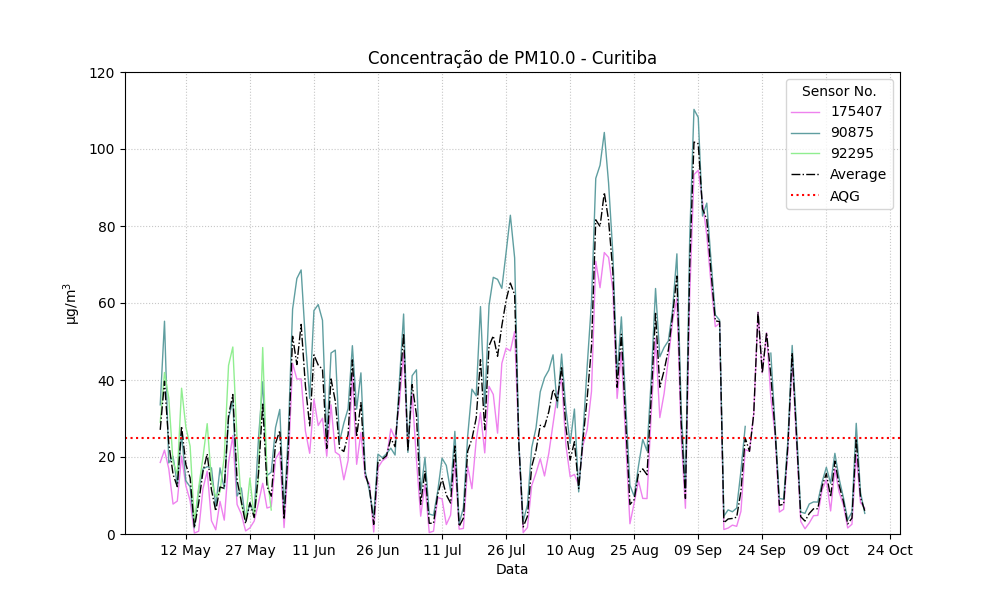 Concentração de PM10.0 - Curitiba
120
100
80
60
40
20
0
µg/m³
Sensor No.
175407
90875
92295
Average
AQG
12 May 27 May 11 Jun 26 Jun 11 Jul 26 Jul 10 Aug 25 Aug 09 Sep 24 Sep 09 Oct 24 Oct
Data